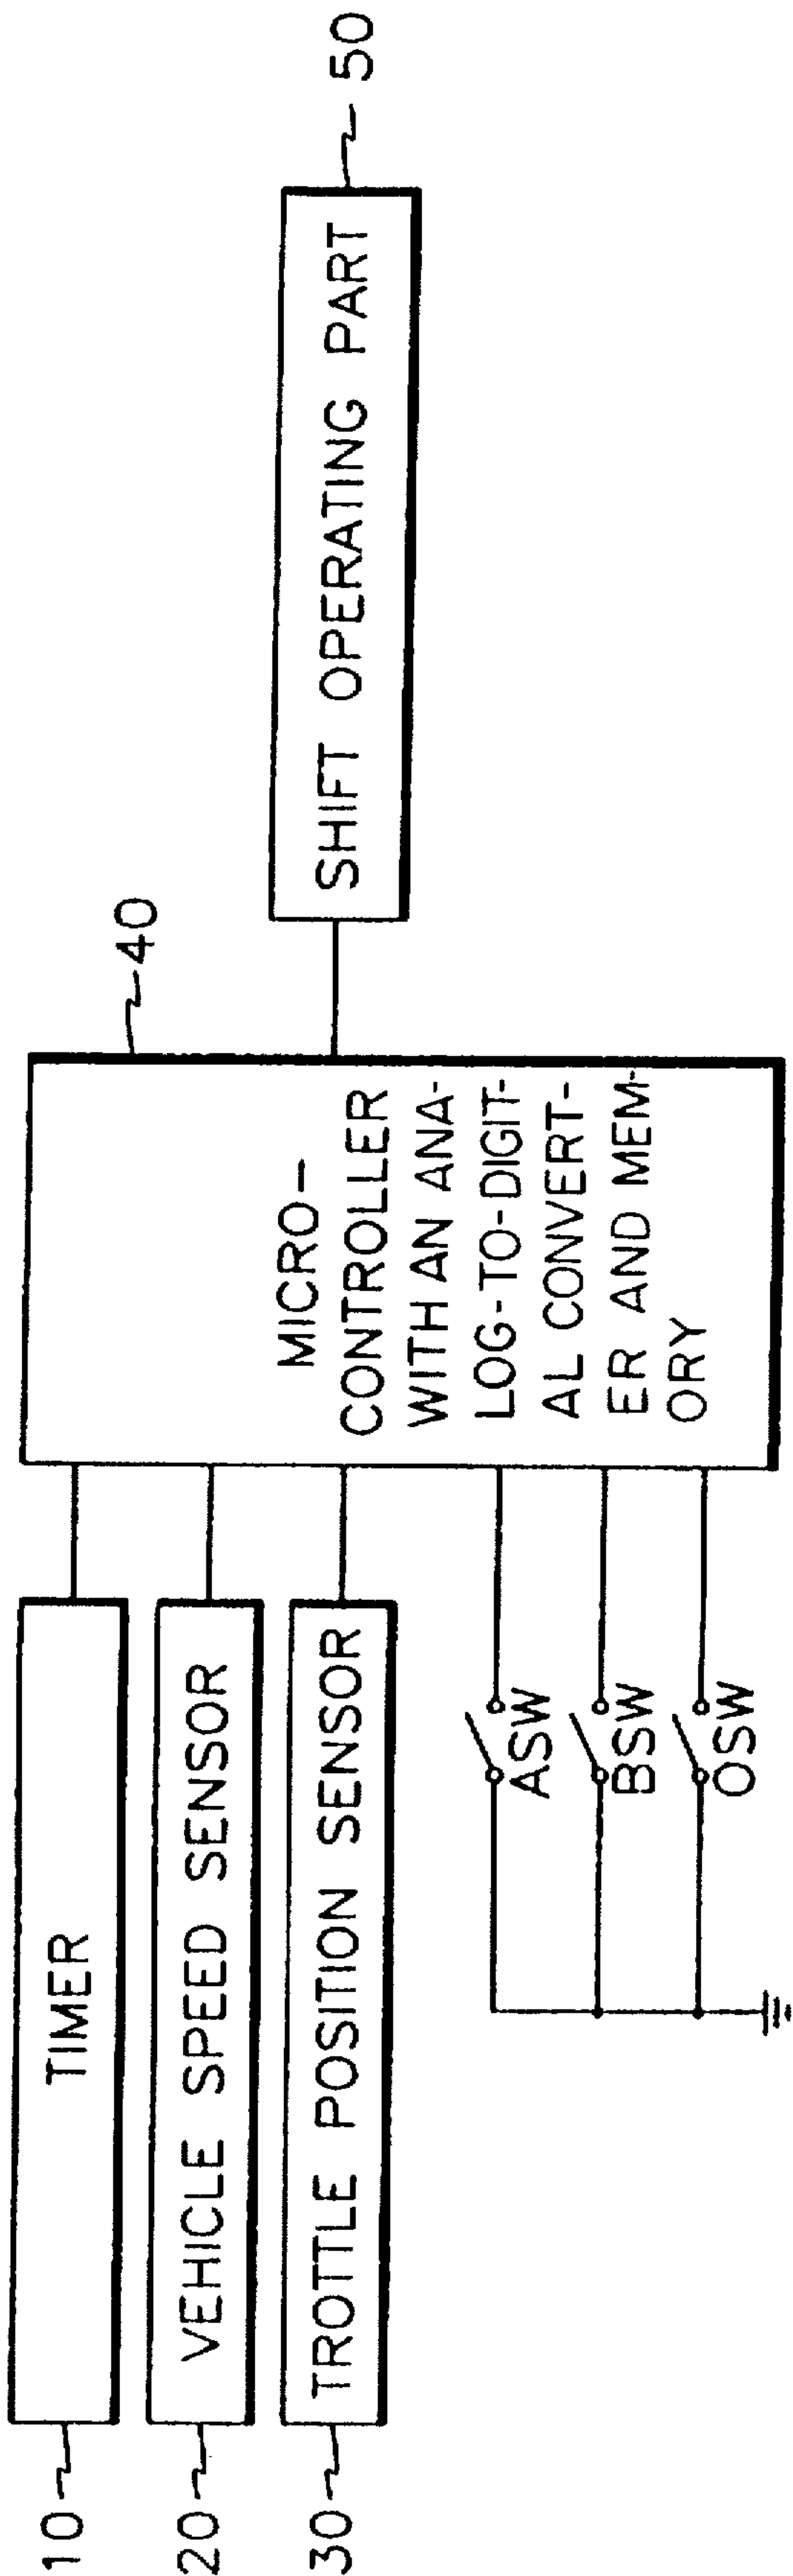 10
TIMER
20
VEHICLE SPEED SENSOR
30
TROTTLE POSITION SENSOR
ASW
BSW
OSW
40
MICRO-
CONTROLLER
WITH AN ANA-
LOG-TO-DIGIT-
AL CONVERT-
ER AND MEM-
ORY
SHIFT OPERATING PART
50